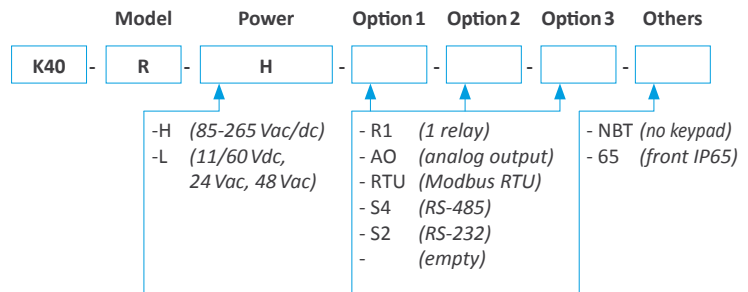 Model Power Option 1 Option 2 Option 3 Others
K40 - R - H - - - -
-H (85-265 Vac/dc) - R1 (1 relay) - NBT (no keypad)
-L (11/60 Vdc, - AO (analog output) - 65 (front IP65)
24 Vac, 48 Vac) - RTU (Modbus RTU)
- S4 (RS-485)
- S2 (RS-232)
- (empty)